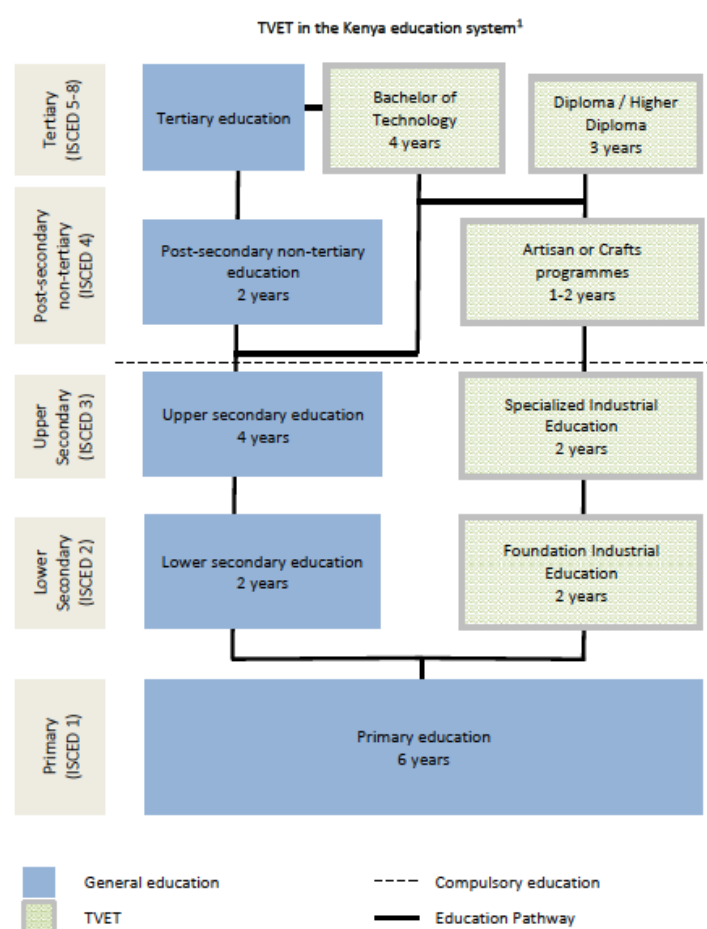 TVET in the Kenya education system¹
Tertiary
(ISCED 5-8)
Tertiary education
Bachelor of
Technology
4 years
Diploma / Higher
Diploma
3 years
Post-secondary
non-tertiary
(ISCED 4)
Post-secondary non-tertiary
education
2 years
Artisan or Crafts
programmes
1-2 years
Upper
Secondary
(ISCED 3)
Upper secondary education
4 years
Specialized Industrial
Education
2 years
Lower
Secondary
(ISCED 2)
Lower secondary education
2 years
Foundation Industrial
Education
2 years
Primary
(ISCED 1)
Primary education
6 years
General education
Compulsory education
TVET
Education Pathway